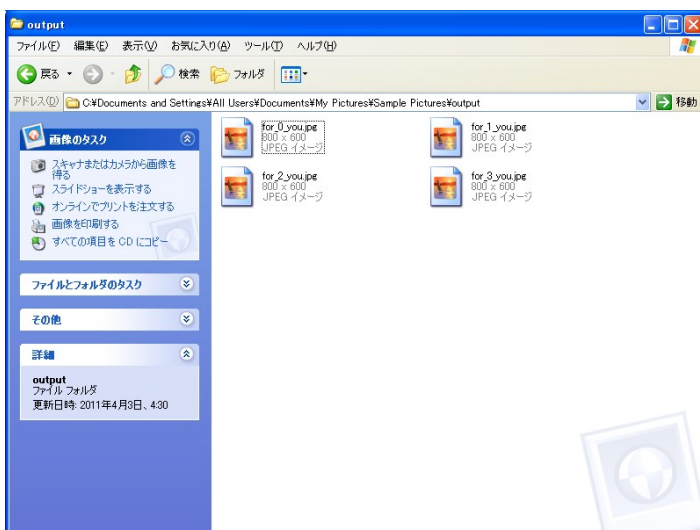 output
ファイル(F) 編集(E) 表示(V) お気に入り(A) ツール(T) ヘルプ(H)
戻る 検索 フォルダ
アドレス(D) C:¥Documents and Settings¥All Users¥Documents¥My Pictures¥Sample Pictures¥output 移動
画像のタスク
スキャナまたはカメラから画像を
得る
スライドショーを表示する
オンラインでプリントを注文する
画像を印刷する
すべての項目を CD にコピー
ファイルとフォルダのタスク
その他
詳細
output
ファイル フォルダ
更新日時: 2011年4月3日、4:30
for_0_you.jpg
800 x 600
JPEG イメージ
for_1_you.jpg
800 x 600
JPEG イメージ
for_2_you.jpg
800 x 600
JPEG イメージ
for_3_you.jpg
800 x 600
JPEG イメージ